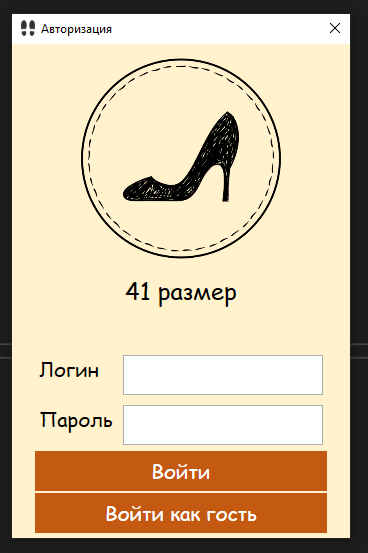 Авторизация
41 размер
Логин
Пароль
Войти
Войти как гость